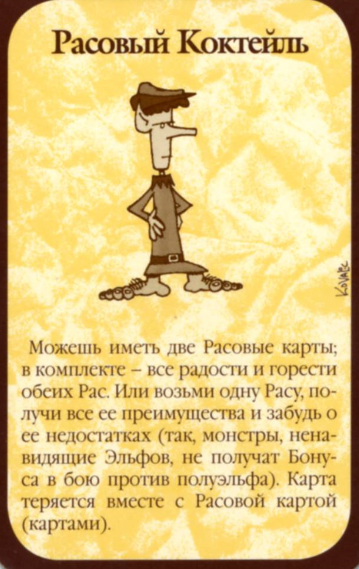 Расовый Коктейль
Kovalic
Можешь иметь две Расовые карты;
в комплекте – все радости и горести
обеих Рас. Или возьми одну Расу, по-
лучи все ее преимущества и забудь о
ее недостатках (так, монстры, нена-
видящие Эльфов, не получат Бону-
са в бою против полуэльфа). Карта
теряется вместе с Расовой картой
(картами).